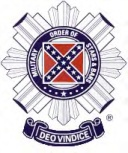 MILITARY ORDER OF STARS & BARS
DEO VINDICE
®